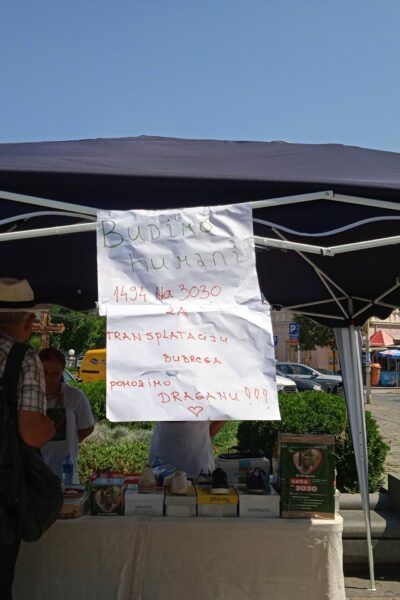 Budimo
humani
1494 na 3030
ZA
TRANSPLATACIJU
BUBREGA
POMOZIMO
DRAGANU !!!
1494
3030